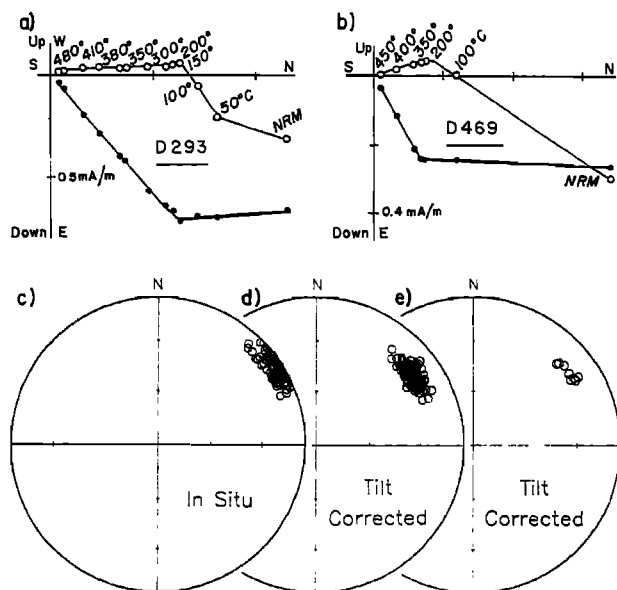 a)
Up W
480° 410° 380° 350° 300° 200°
150°
S
N
100°
50°C
NRM
D293
0.5mA/m
Down E
b)
450° 400° 350° 200°
100°C
Up
S
N
D469
NRM
0.4 mA/m
Down E
c)
N
In Situ
d)
N
Tilt
Corrected
e)
N
Tilt
Corrected